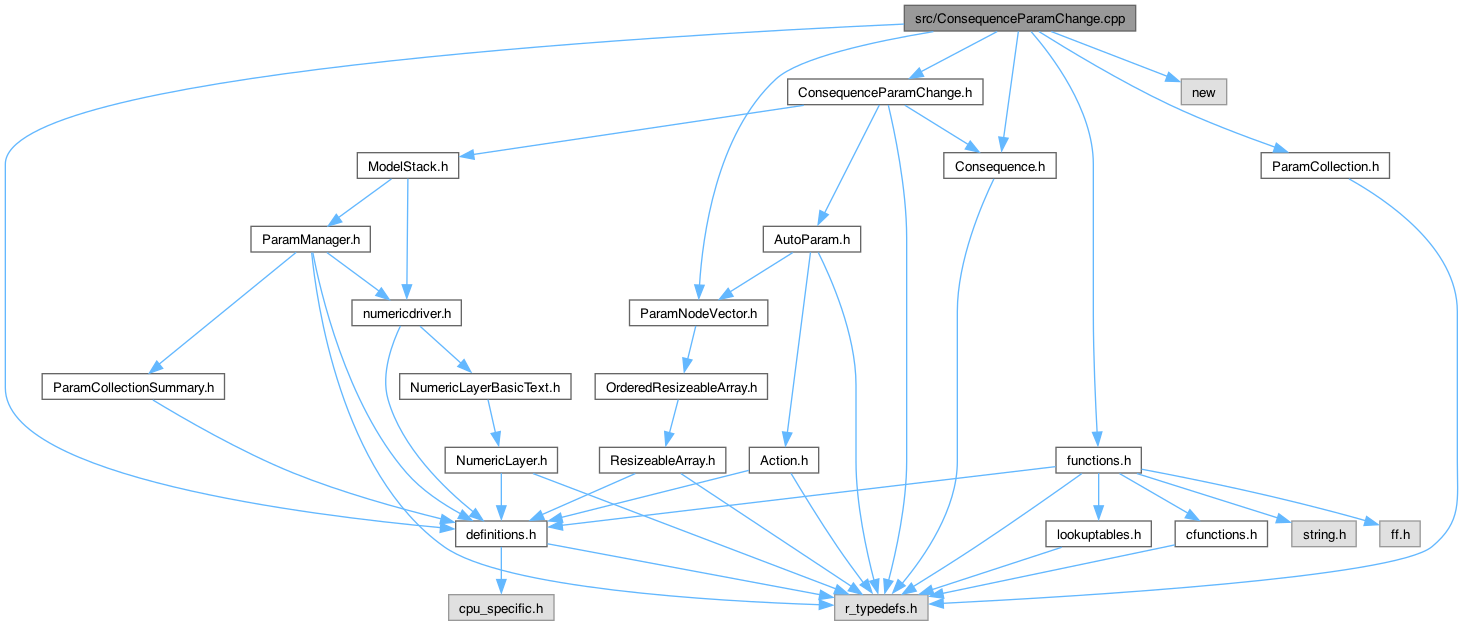 src/ConsequenceParamChange.cpp
ConsequenceParamChange.h
new
ModelStack.h
Consequence.h
ParamCollection.h
ParamManager.h
AutoParam.h
numericdriver.h
ParamNodeVector.h
ParamCollectionSummary.h
NumericLayerBasicText.h
OrderedResizeableArray.h
NumericLayer.h
ResizeableArray.h
Action.h
functions.h
definitions.h
lookuptables.h
cfunctions.h
string.h
ff.h
cpu_specific.h
r_typedefs.h